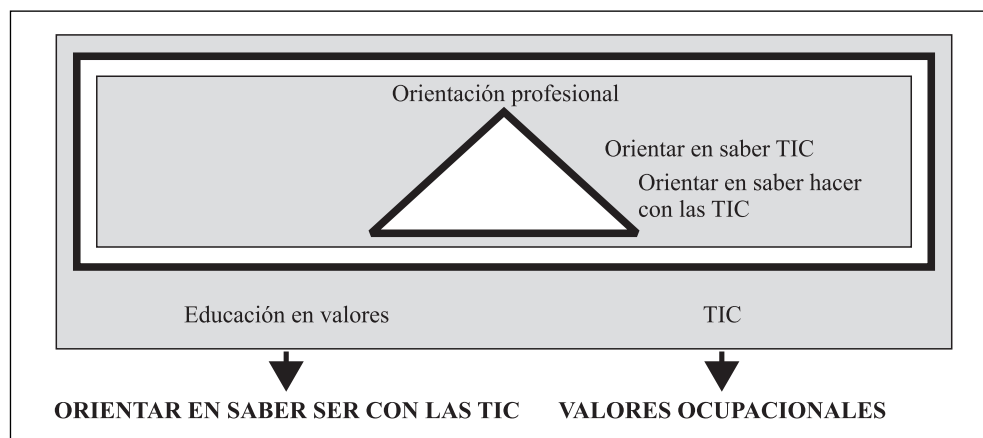 Orientación profesional
Orientar en saber TIC
Orientar en saber hacer
con las TIC
Educación en valores
TIC
ORIENTAR EN SABER SER CON LAS TIC
VALORES OCUPACIONALES